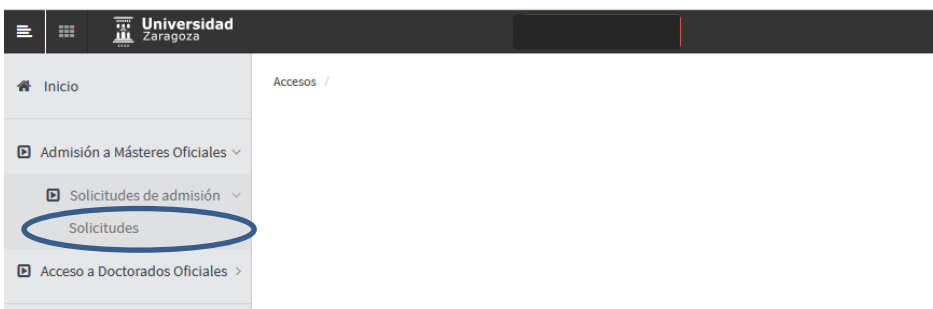 Universidad
Zaragoza
Inicio
Accesos /
Admisión a Másteres Oficiales
Solicitudes de admisión
Solicitudes
Acceso a Doctorados Oficiales